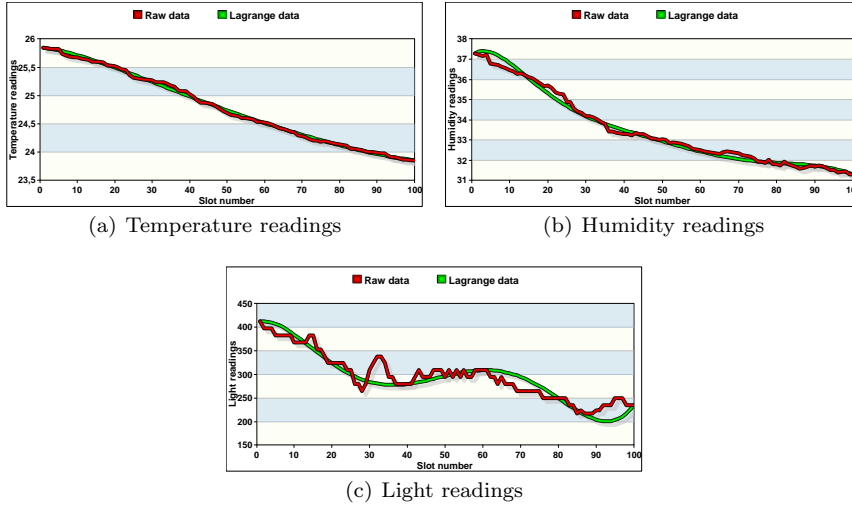 Raw data Lagrange data
Temperature readings
26
25,5
25
24,5
24
23,5
0 10 20 30 40 50 60 70 80 90 100
Slot number
(a) Temperature readings
Raw data Lagrange data
Humidity readings
38
37
36
35
34
33
32
31
0 10 20 30 40 50 60 70 80 90 100
Slot number
(b) Humidity readings
Raw data Lagrange data
Light readings
450
400
350
300
250
200
150
0 10 20 30 40 50 60 70 80 90 100
Slot number
(c) Light readings